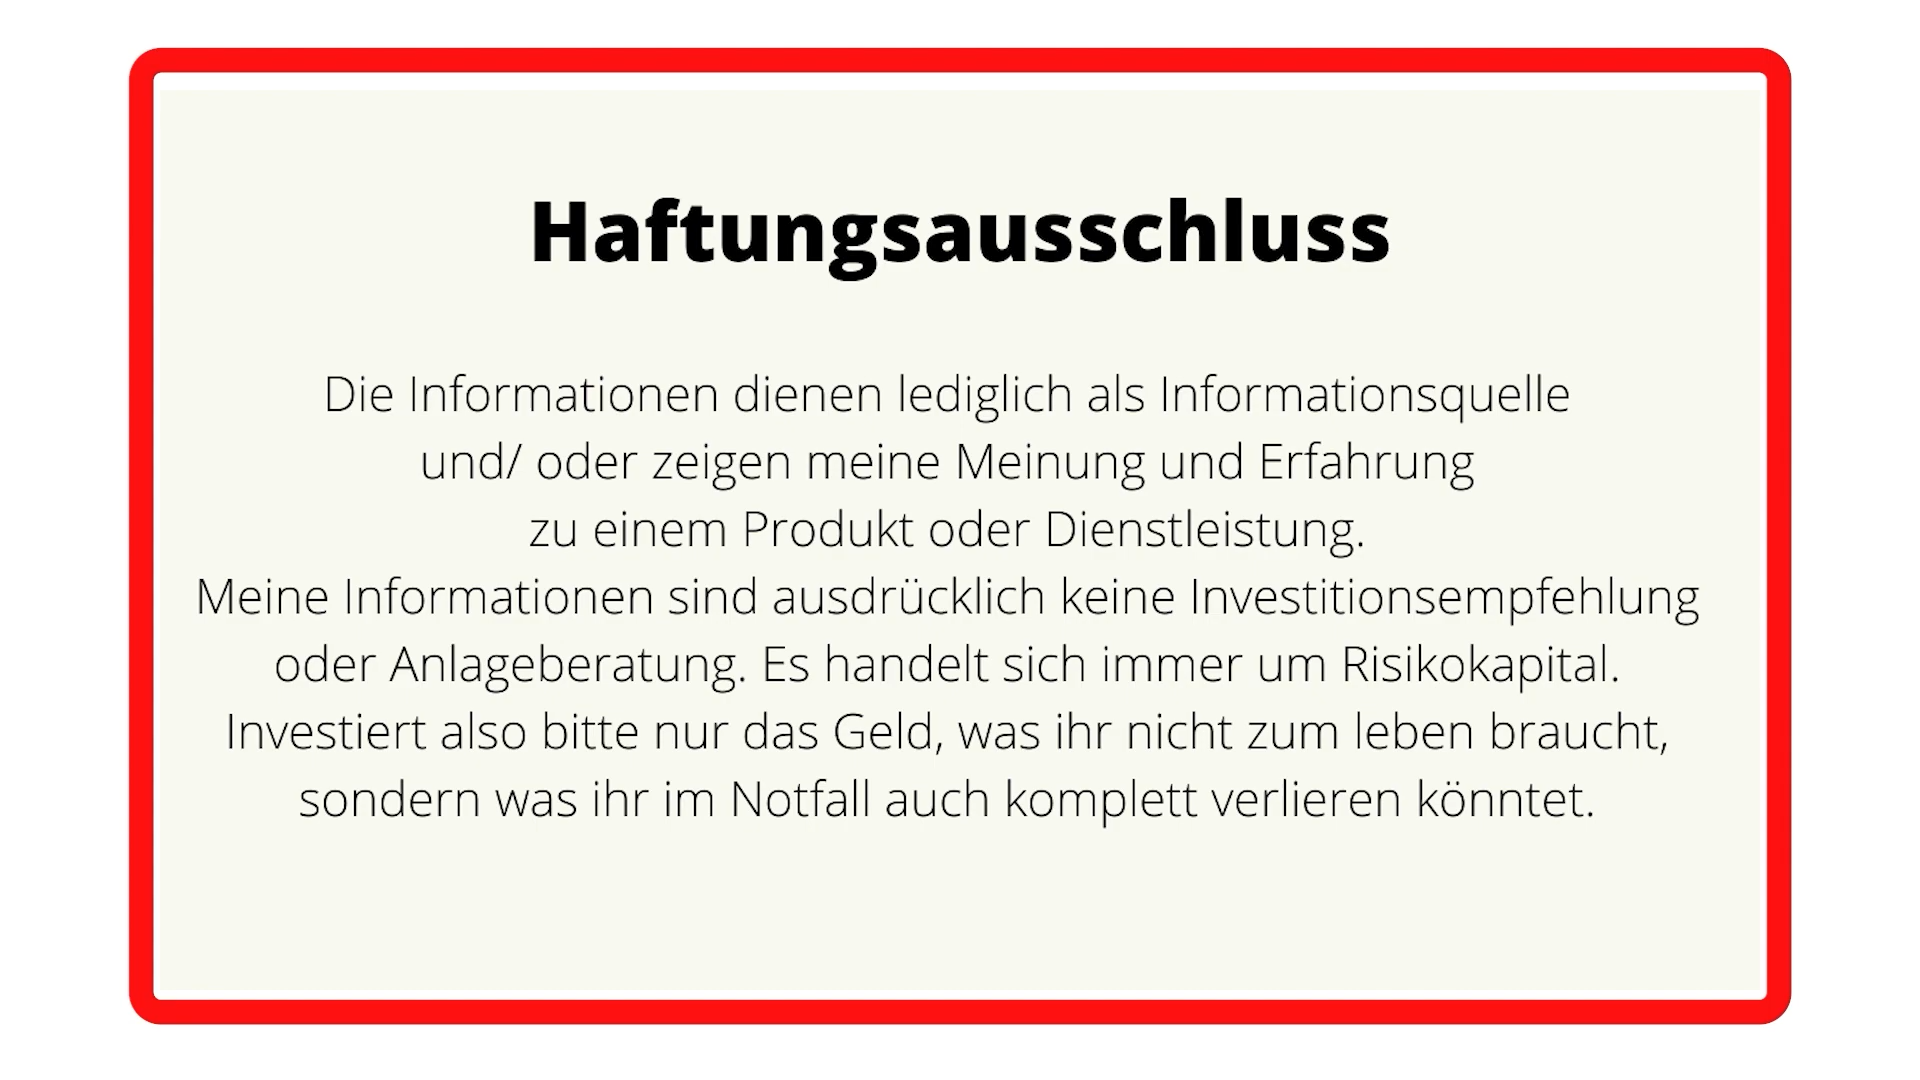 Haftungsausschluss
Die Informationen dienen lediglich als Informationsquelle
und/ oder zeigen meine Meinung und Erfahrung
zu einem Produkt oder Dienstleistung.
Meine Informationen sind ausdrücklich keine Investitionsempfehlung
oder Anlageberatung. Es handelt sich immer um Risikokapital.
Investiert also bitte nur das Geld, was ihr nicht zum leben braucht,
sondern was ihr im Notfall auch komplett verlieren könntet.